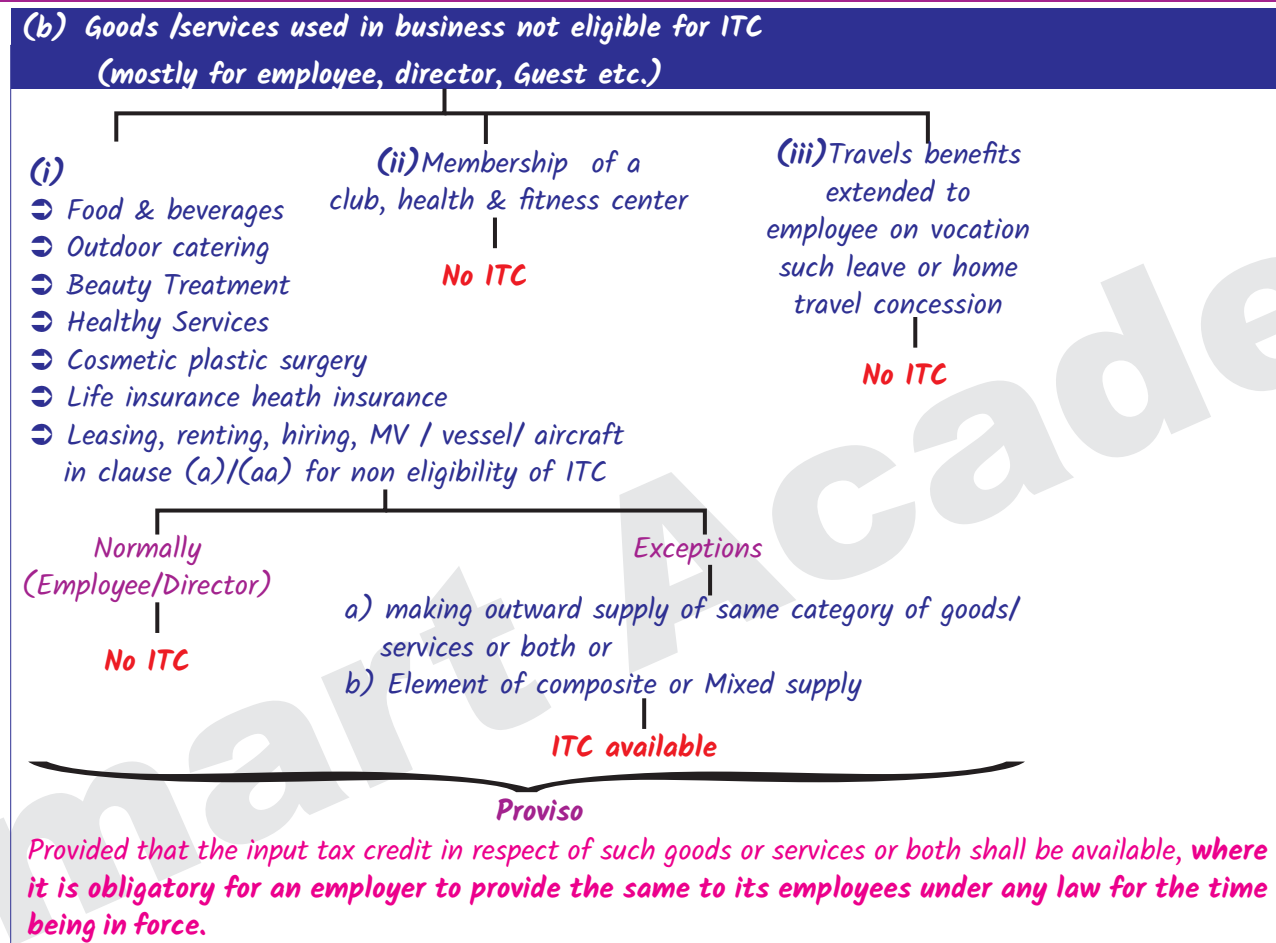 (b) Goods /services used in business not eligible for ITC
(mostly for employee, director, Guest etc.)
(i)
➲ Food & beverages
➲ Outdoor catering
➲ Beauty Treatment
➲ Healthy Services
➲ Cosmetic plastic surgery
➲ Life insurance heath insurance
➲ Leasing, renting, hiring, MV / vessel/ aircraft
in clause (a)/(aa) for non eligibility of ITC
(ii)Membership of a
club, health & fitness center
No ITC
(iii)Travels benefits
extended to
employee on vocation
such leave or home
travel concession
No ITC
Normally
(Employee/Director)
No ITC
Exceptions
a) making outward supply of same category of goods/
services or both or
b) Element of composite or Mixed supply
ITC available
Proviso
Provided that the input tax credit in respect of such goods or services or both shall be available, where
it is obligatory for an employer to provide the same to its employees under any law for the time
being in force.
mart Acade